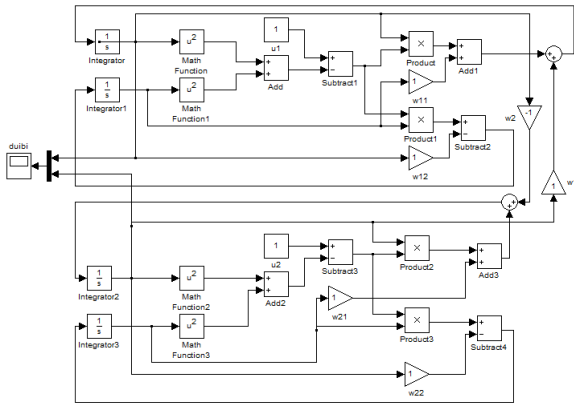 1
s
Integrator
u²
Math
Function
1
u1
+
+
Add
+
−
Subtract1
×
Product
1
w11
+
+
Add1
+
+
1
s
Integrator1
u²
Math
Function1
×
Product1
+
−
Subtract2
w2
-1
duibi
1
w12
1
w
+
+
1
s
Integrator2
u²
Math
Function2
1
u2
+
+
Add2
+
−
Subtract3
×
Product2
+
+
Add3
1
w21
1
s
Integrator3
u²
Math
Function3
×
Product3
+
−
Subtract4
1
w22